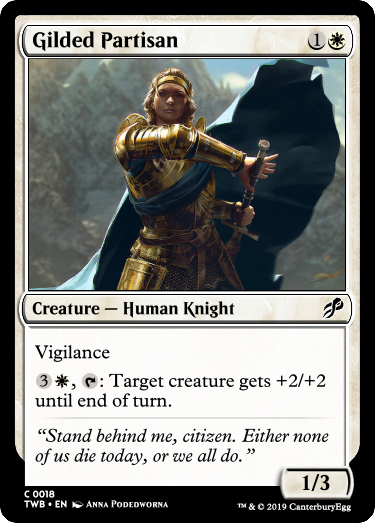 Gilded Partisan 1
Creature — Human Knight
Vigilance
3, : Target creature gets +2/+2
until end of turn.
“Stand behind me, citizen. Either none
of us die today, or we all do.”
1/3
C 0018
TWB • EN Anna Podedworna
™ & © 2019 CanterburyEgg